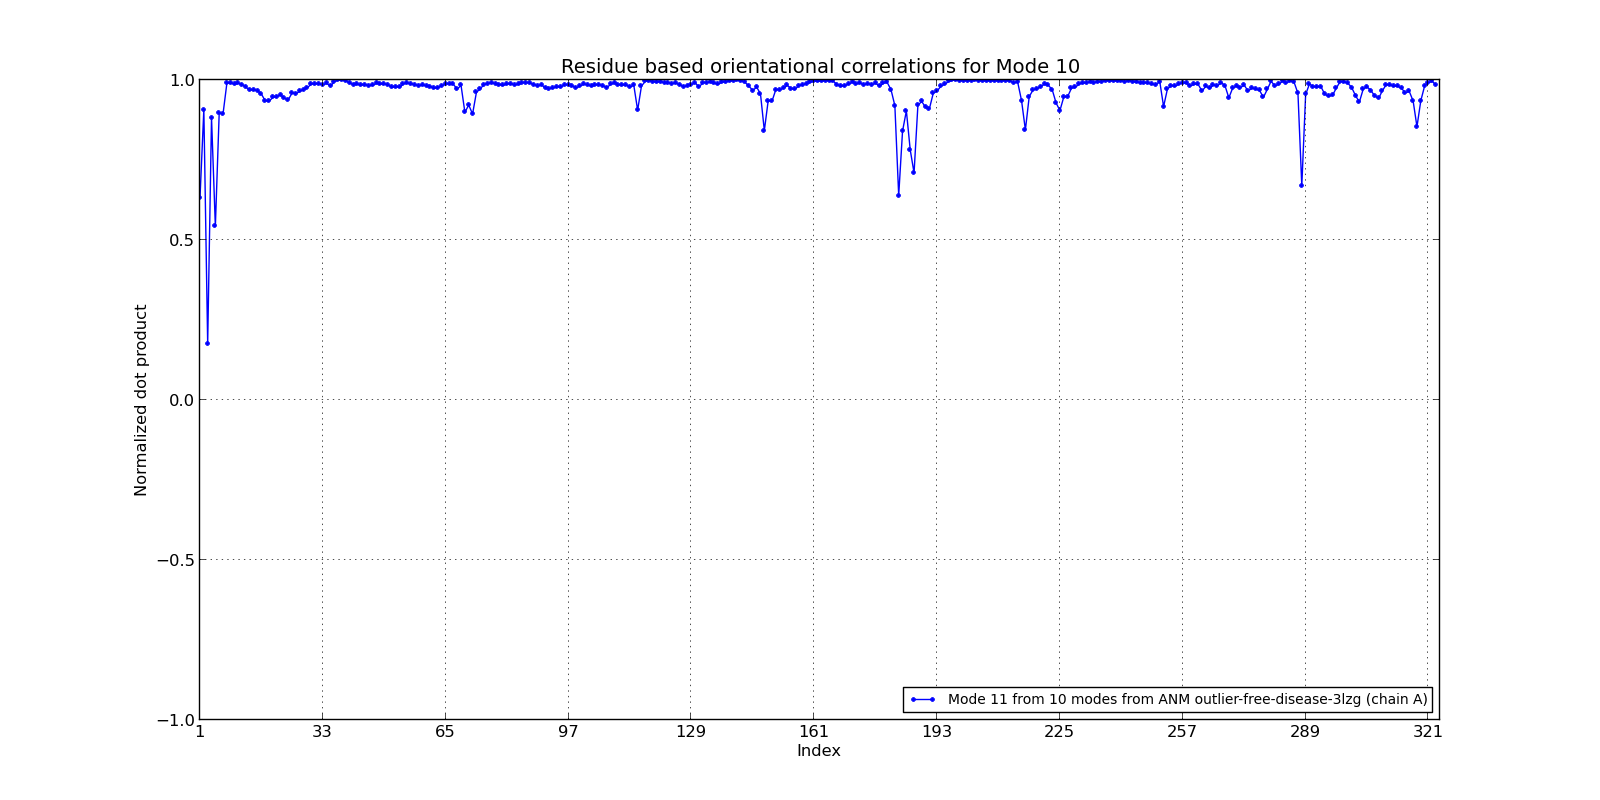 Residue based orientational correlations for Mode 10
1.0
0.5
0.0
−0.5
−1.0
Normalized dot product
1 33 65 97 129 161 193 225 257 289 321
Index
Mode 11 from 10 modes from ANM outlier-free-disease-3lzg (chain A)